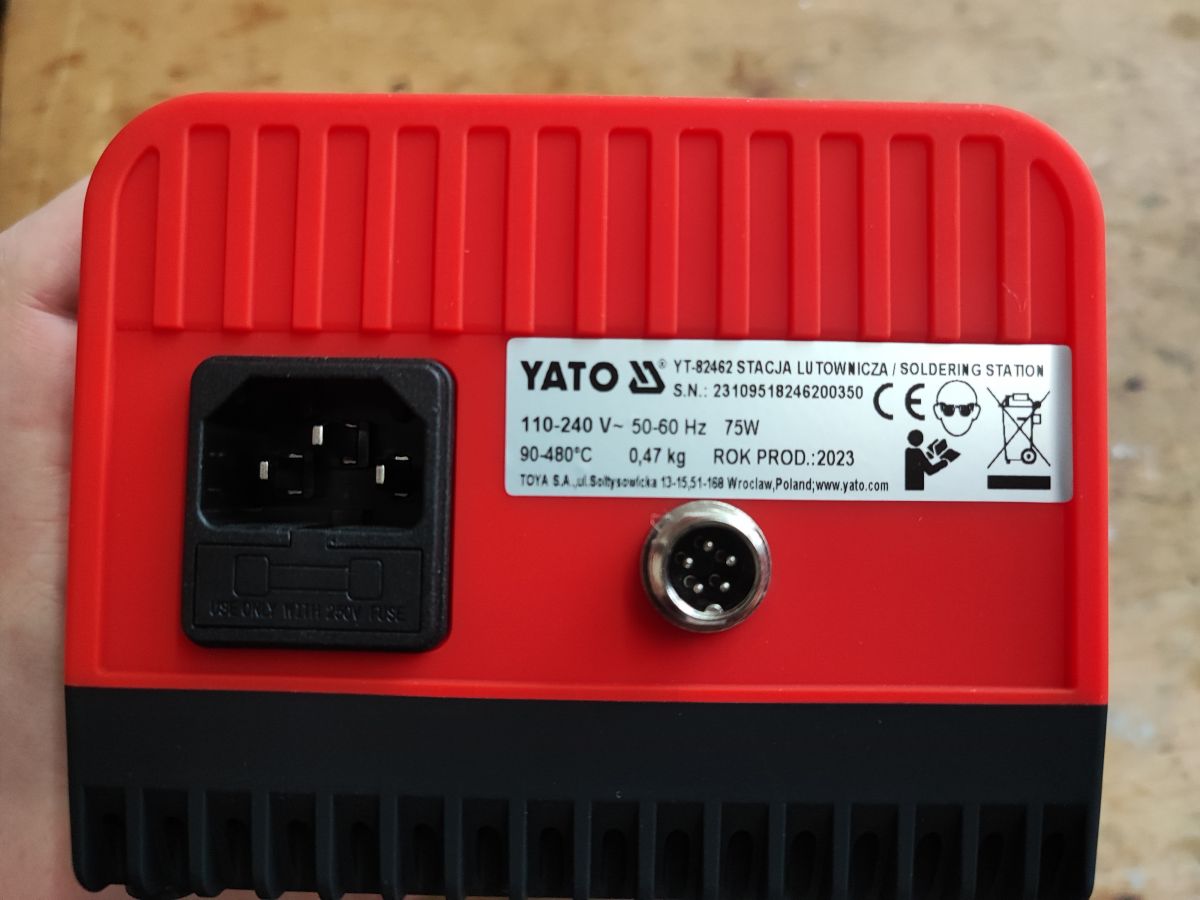 YATO ® YT-82462 STACJA LUTOWNICZA / SOLDERING STATION
S.N.: 23109518246200350
CE
110-240 V~ 50-60 Hz 75W
90-480°C 0,47 kg ROK PROD.:2023
TOYA S.A.,ul.Sołtysowicka 13-15,51-168 Wroclaw,Poland;www.yato.com
USE ONLY WITH 250V FUSE